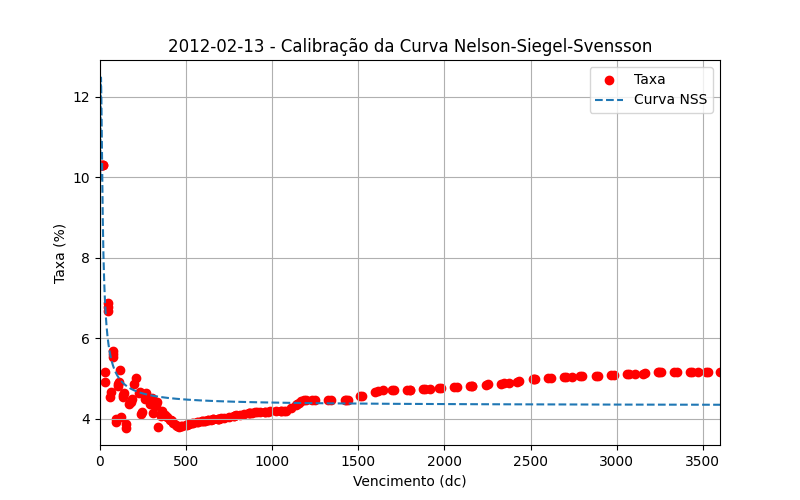 2012-02-13 - Calibração da Curva Nelson-Siegel-Svensson
Taxa
Curva NSS
Taxa (%)
12
10
8
6
4
0 500 1000 1500 2000 2500 3000 3500
Vencimento (dc)